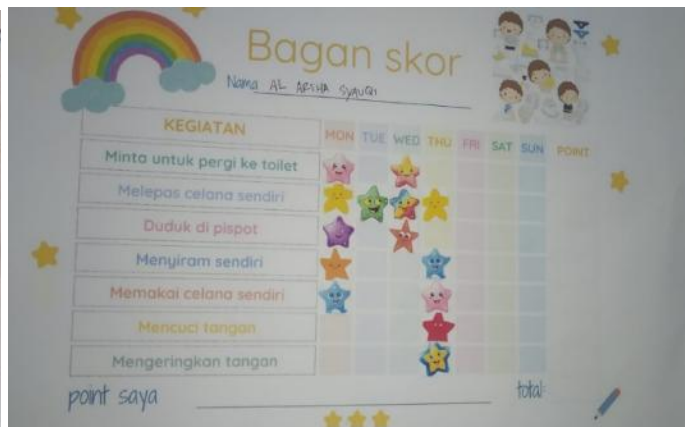 Bagan skor
Nama AL ARTHA SYAUQI
KEGIATAN MON TUE WED THU FRI SAT SUN POINT
Minta untuk pergi ke toilet
Melepas celana sendiri
Duduk di pispot
Menyiram sendiri
Memakai celana sendiri
Mencuci tangan
Mengeringkan tangan
point saya total: